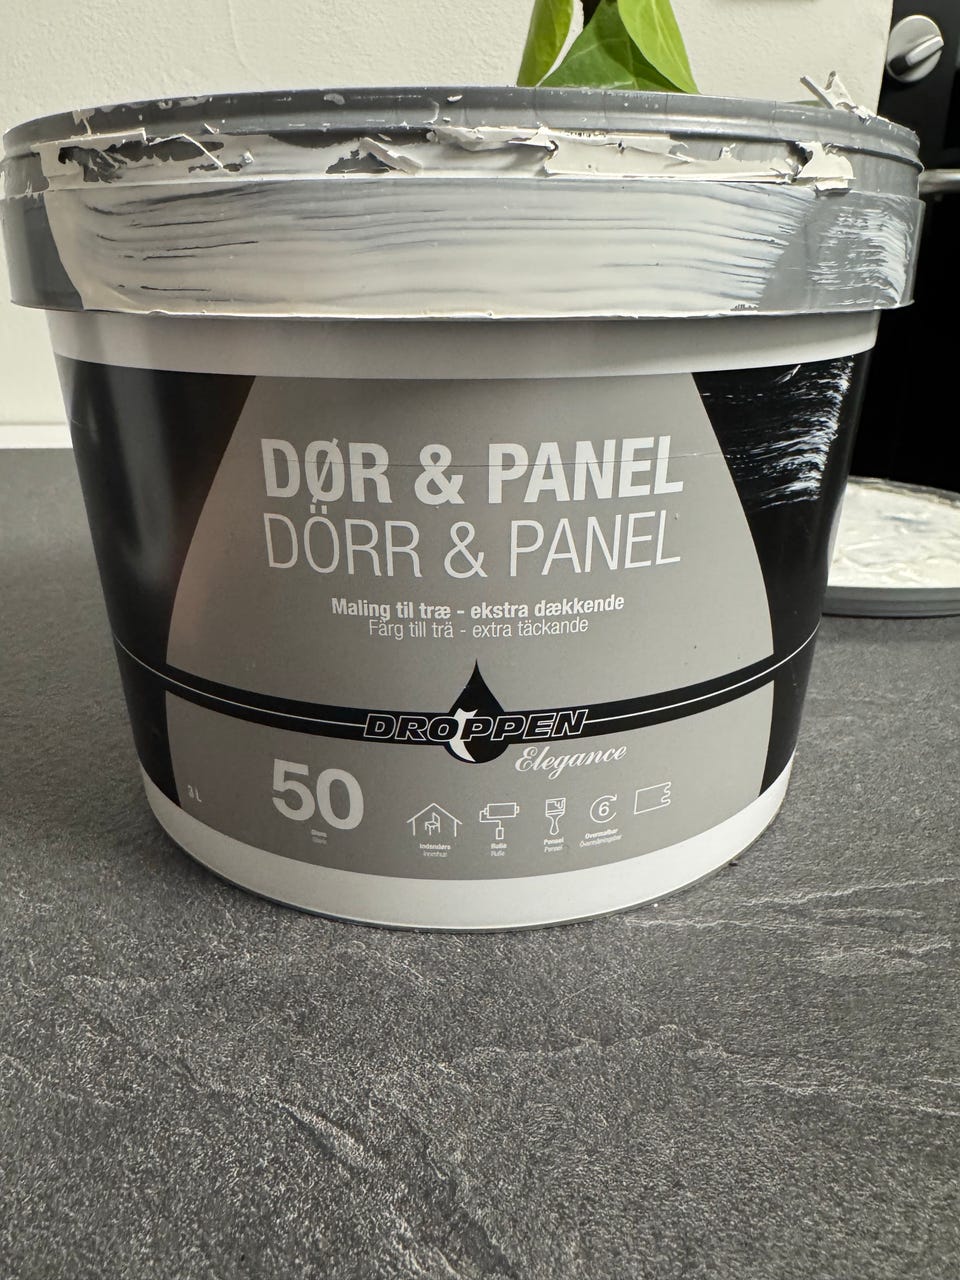 DØR & PANEL
DÖRR & PANEL
Maling til træ - ekstra dækkende
Färg till trä - extra täckande
DROPPEN
Elegance
3 L
50
Glans
Glans
Indendørs
Inomhus
Rulle
Rulle
Pensel
Pensel
6
Overmalbar
Övermålningsbar